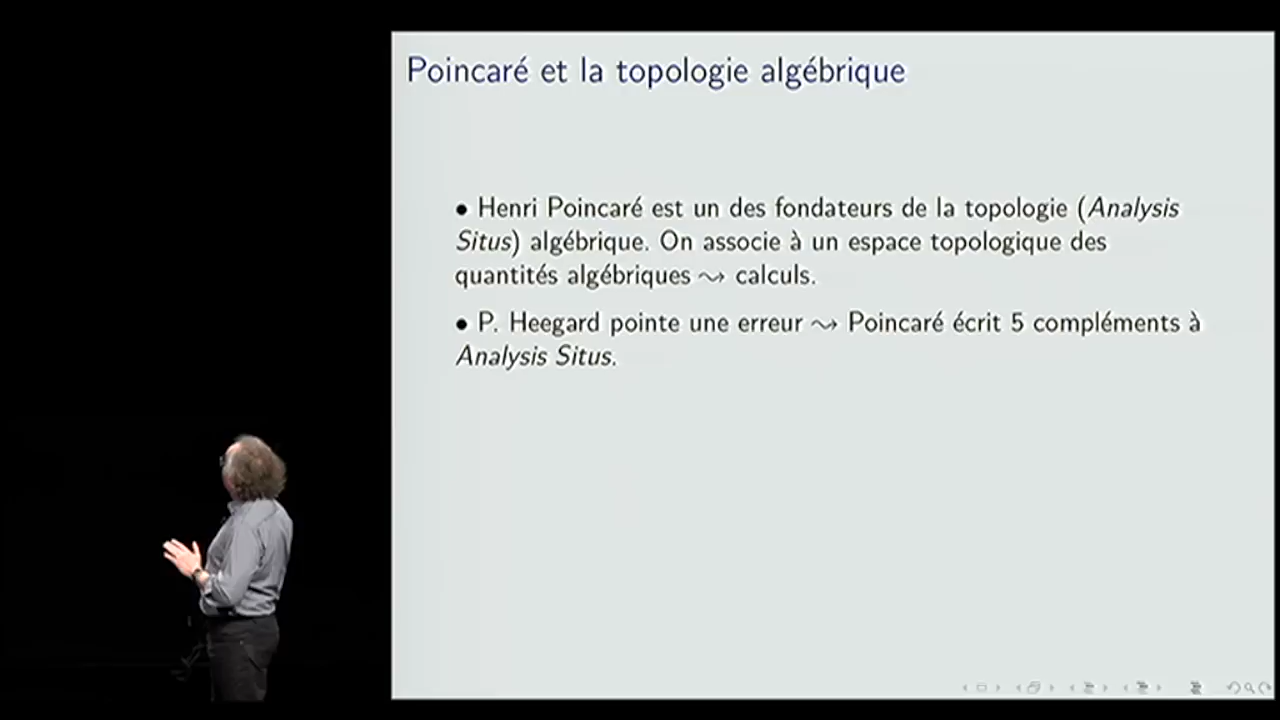 Poincaré et la topologie algébrique
• Henri Poincaré est un des fondateurs de la topologie (Analysis
Situs) algébrique. On associe à un espace topologique des
quantités algébriques ⇝ calculs.
• P. Heegard pointe une erreur ⇝ Poincaré écrit 5 compléments à
Analysis Situs.